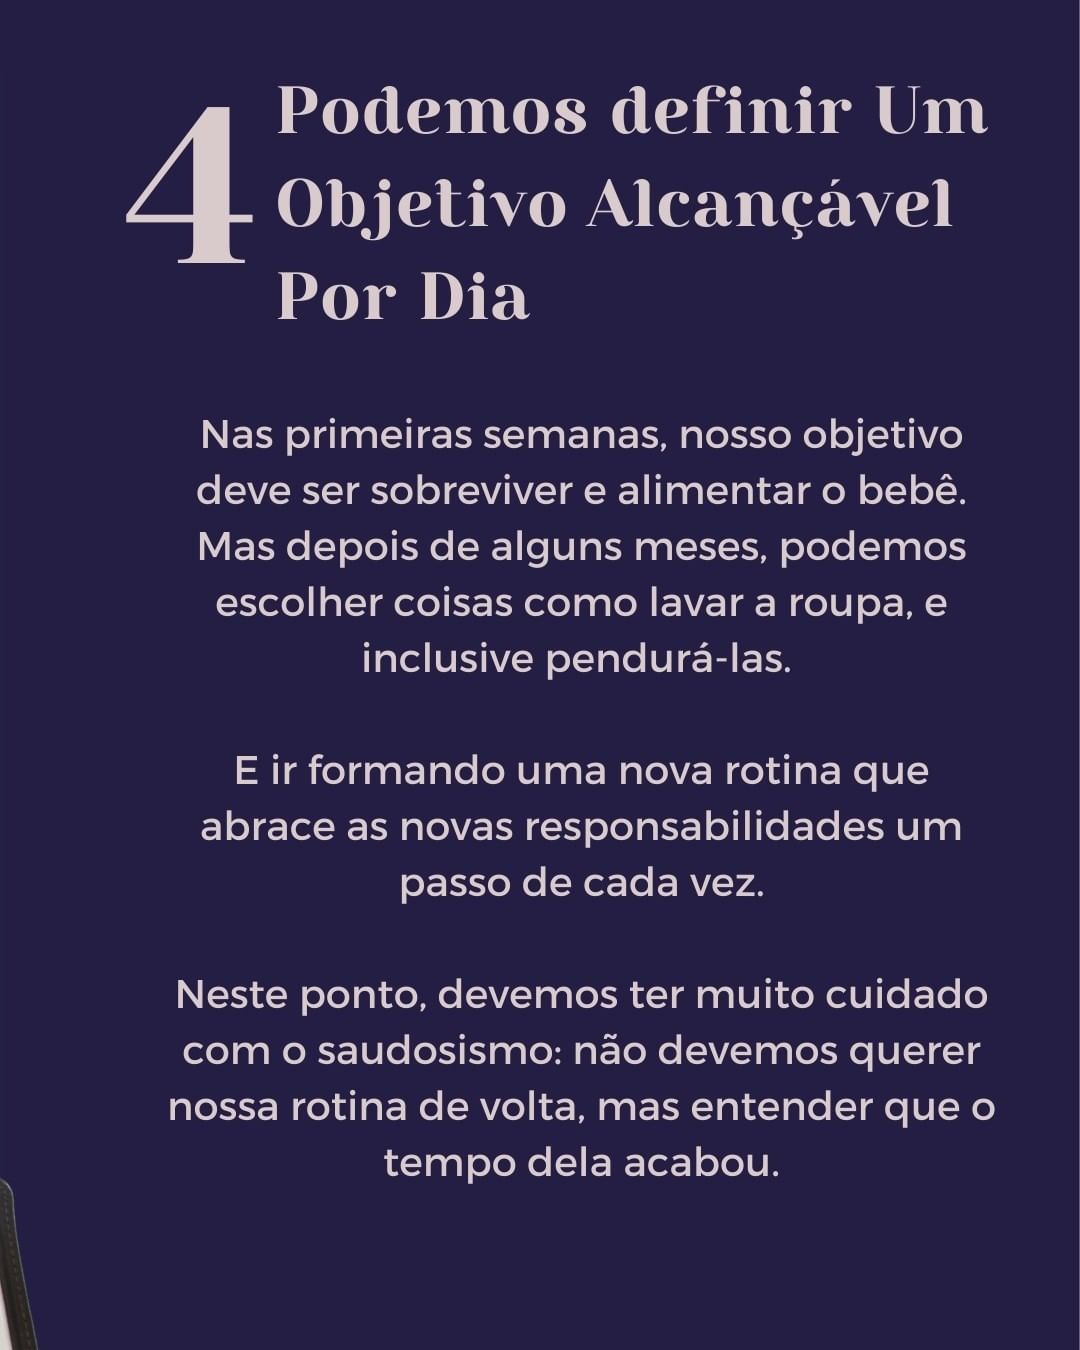 4
Podemos definir Um
Objetivo Alcançável
Por Dia
Nas primeiras semanas, nosso objetivo
deve ser sobreviver e alimentar o bebê.
Mas depois de alguns meses, podemos
escolher coisas como lavar a roupa, e
inclusive pendurá-las.
E ir formando uma nova rotina que
abrace as novas responsabilidades um
passo de cada vez.
Neste ponto, devemos ter muito cuidado
com o saudosismo: não devemos querer
nossa rotina de volta, mas entender que o
tempo dela acabou.